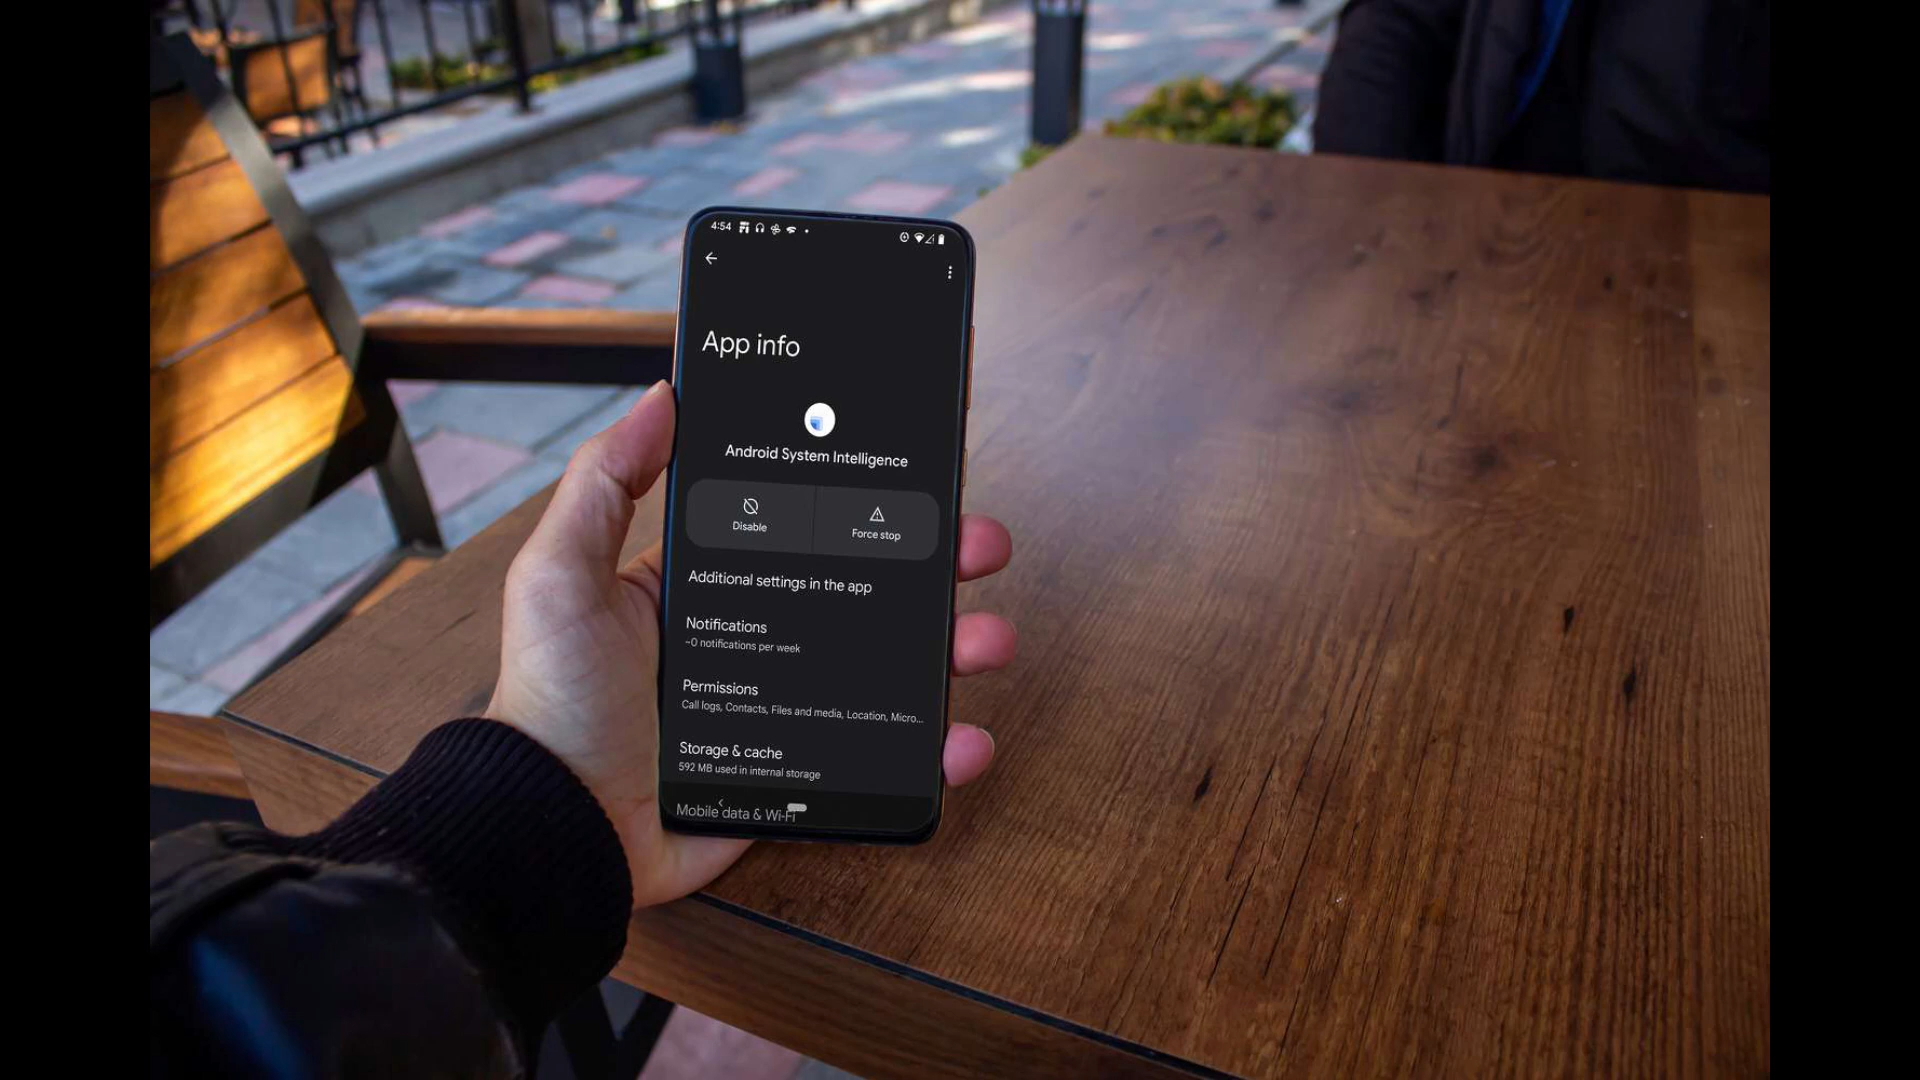 4:54
App info
Android System Intelligence
Disable
Force stop
Additional settings in the app
Notifications
~0 notifications per week
Permissions
Call logs, Contacts, Files and media, Location, Micro...
Storage & cache
592 MB used in internal storage
Mobile data & Wi-Fi